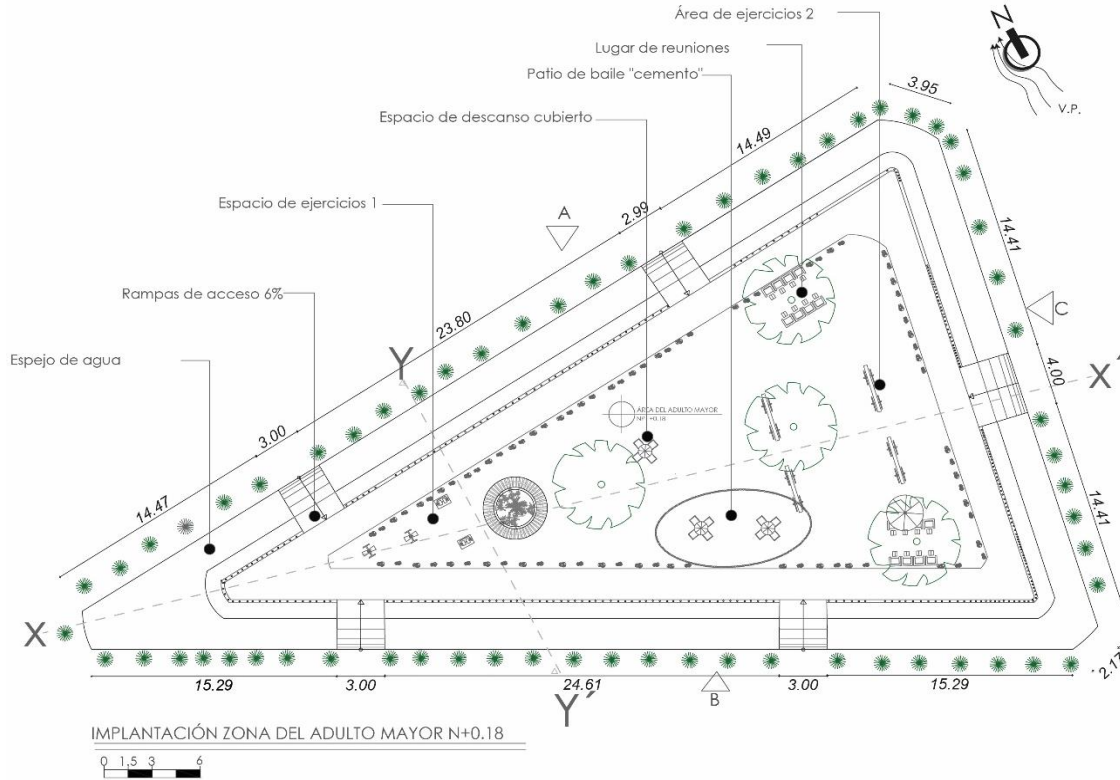 Área de ejercicios 2
Lugar de reuniones
Patio de baile "cemento"
Espacio de descanso cubierto
Espacio de ejercicios 1
Rampas de acceso 6%
Espejo de agua
N
V.P.
3.95
14.49
2.99
A
23.80
3.00
14.47
14.41
C
4.00
14.41
2.17
X
X´
Y
Y´
ÁREA DEL ADULTO MAYOR
N+0.18
15.29
3.00
24.61
B
3.00
15.29
IMPLANTACIÓN ZONA DEL ADULTO MAYOR N+0.18
0 1.5 3 6